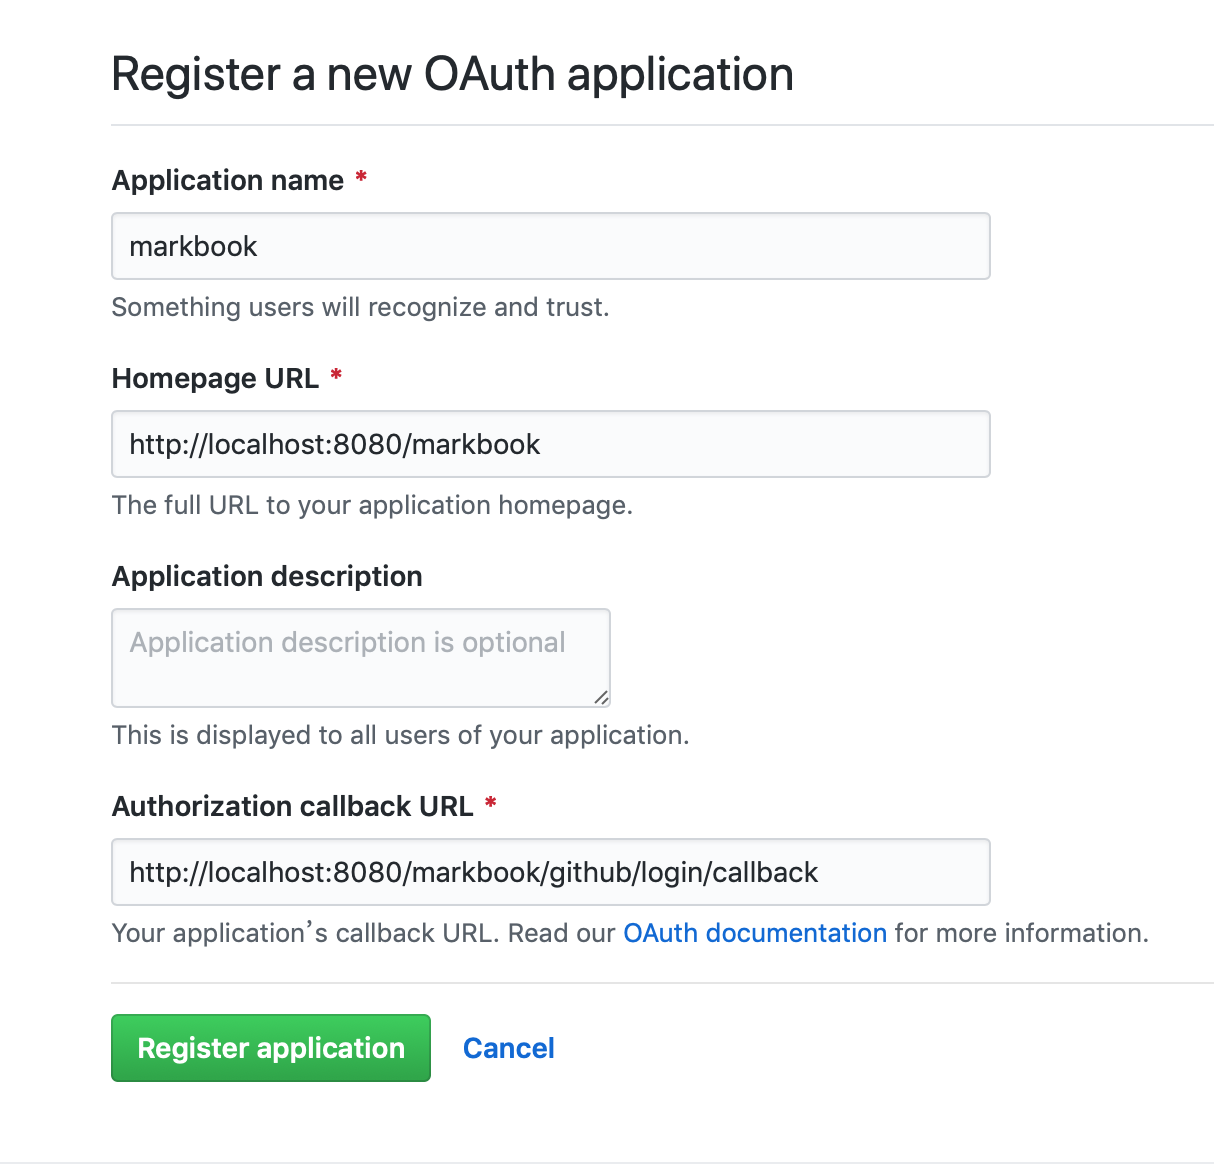 Register a new OAuth application
Application name *
markbook
Something users will recognize and trust.
Homepage URL *
http://localhost:8080/markbook
The full URL to your application homepage.
Application description
Application description is optional
This is displayed to all users of your application.
Authorization callback URL *
http://localhost:8080/markbook/github/login/callback
Your application’s callback URL. Read our OAuth documentation for more information.
Register application Cancel